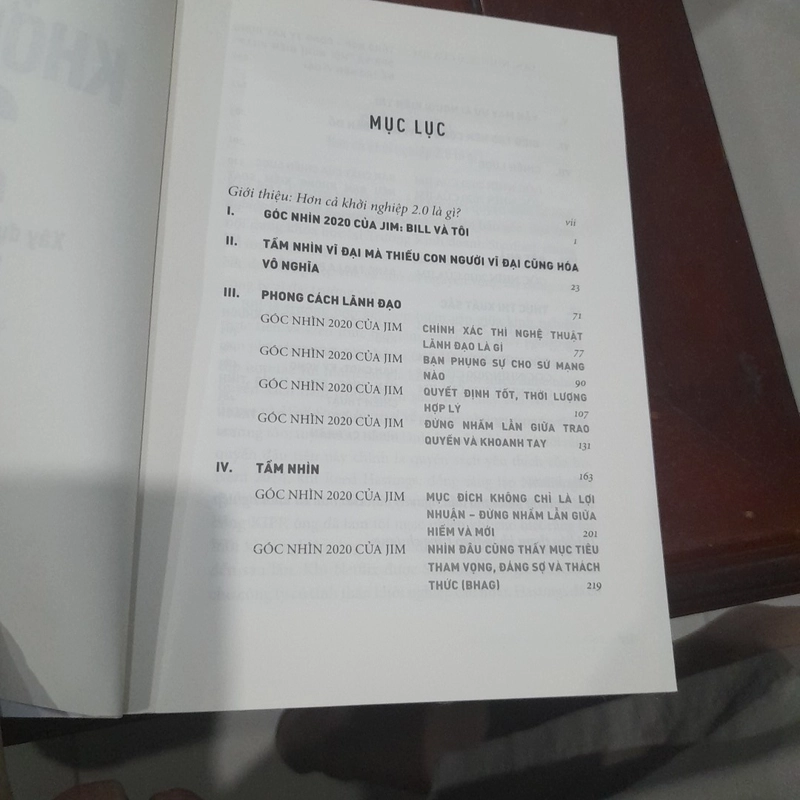 KHỞ
Xây dự
MỤC LỤC
Giới thiệu: Hơn cả khởi nghiệp 2.0 là gì? vii
I. GÓC NHÌN 2020 CỦA JIM: BILL VÀ TÔI 1
II. TẦM NHÌN VĨ ĐẠI MÀ THIẾU CON NGƯỜI VĨ ĐẠI CŨNG HÓA
VÔ NGHĨA 23
III. PHONG CÁCH LÃNH ĐẠO 71
GÓC NHÌN 2020 CỦA JIM CHÍNH XÁC THÌ NGHỆ THUẬT
LÃNH ĐẠO LÀ GÌ 77
GÓC NHÌN 2020 CỦA JIM BẠN PHỤNG SỰ CHO SỨ MẠNG
NÀO 90
GÓC NHÌN 2020 CỦA JIM QUYẾT ĐỊNH TỐT, THỜI LƯỢNG
HỢP LÝ 107
GÓC NHÌN 2020 CỦA JIM ĐỪNG NHẦM LẪN GIỮA TRAO
QUYỀN VÀ KHOANH TAY 131
IV. TẦM NHÌN 163
GÓC NHÌN 2020 CỦA JIM MỤC ĐÍCH KHÔNG CHỈ LÀ LỢI
NHUẬN – ĐỪNG NHẦM LẪN GIỮA
HIẾM VÀ MỚI 201
GÓC NHÌN 2020 CỦA JIM NHÌN ĐÂU CŨNG THẤY MỤC TIÊU
THAM VỌNG, ĐÁNG SỢ VÀ THÁCH
THỨC (BHAG) 219